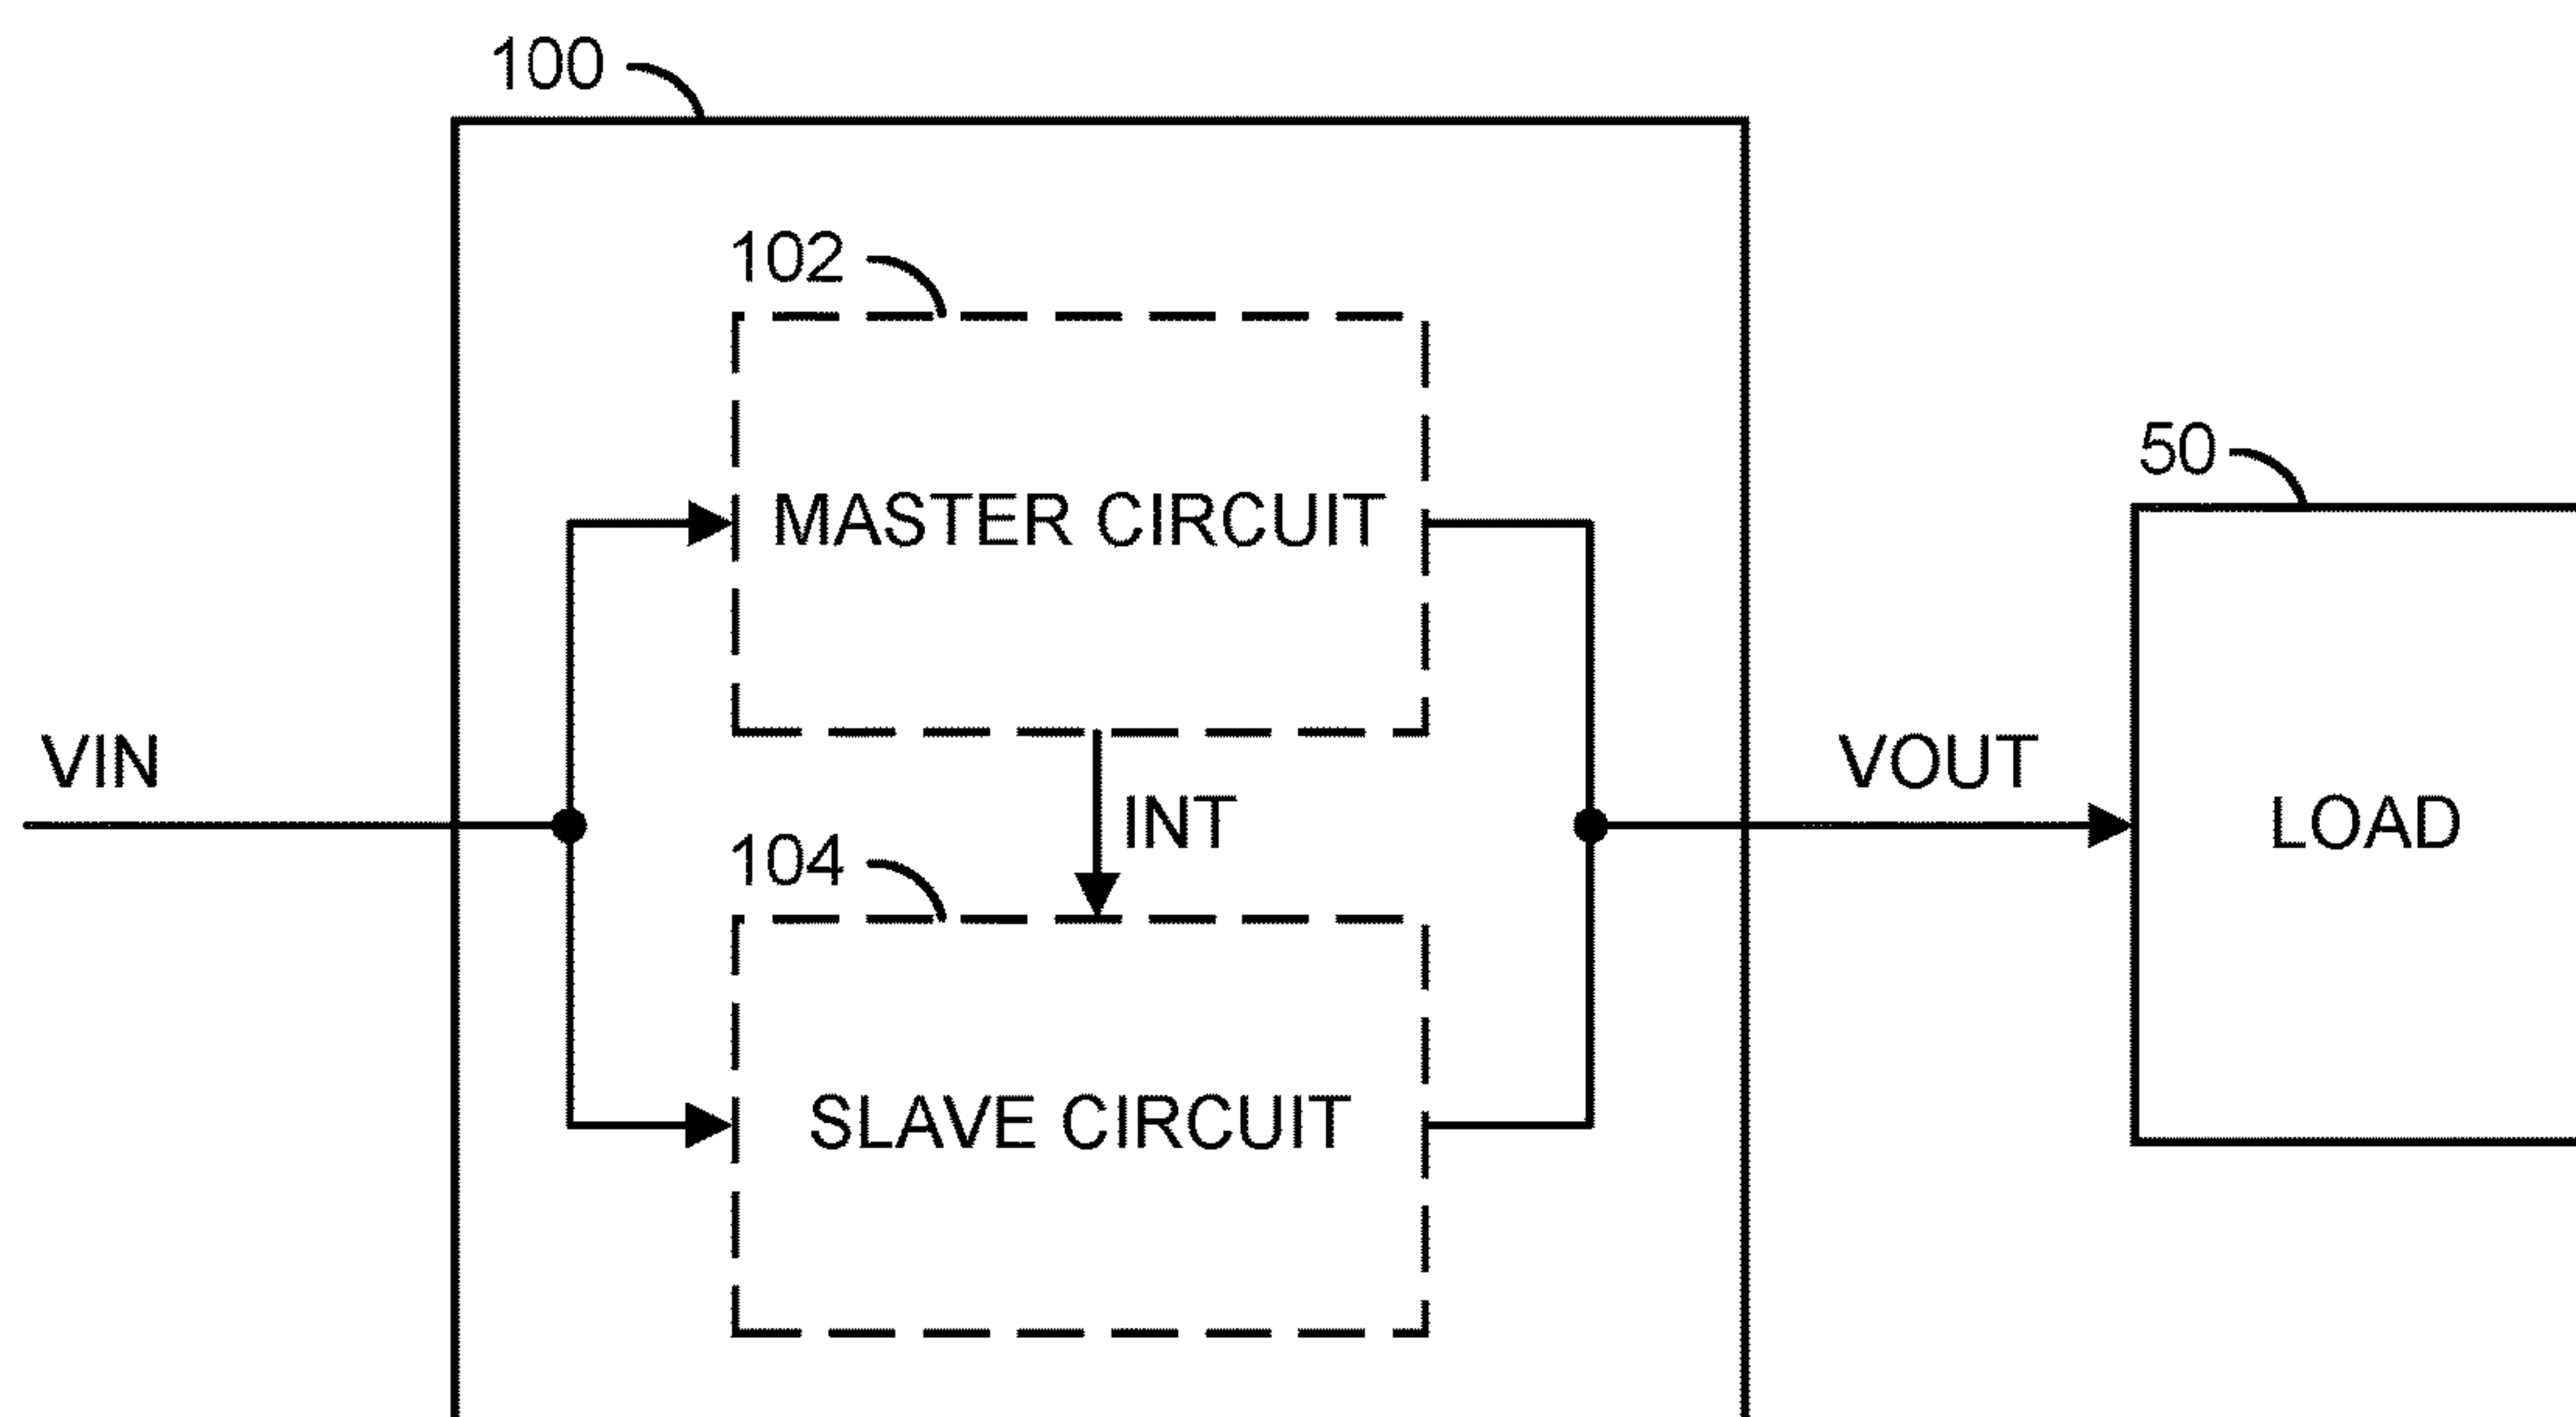 100
102
MASTER CIRCUIT
50
VIN
INT
VOUT
LOAD
104
SLAVE CIRCUIT